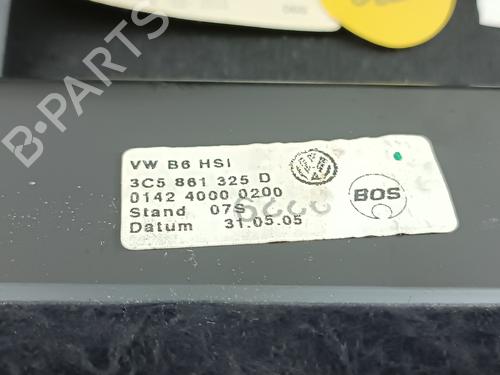 VW B6 HSI
3C5 861 325 D
0142 4000 0200
Stand 07S
Datum 31.05.05
BOS
B-PARTS